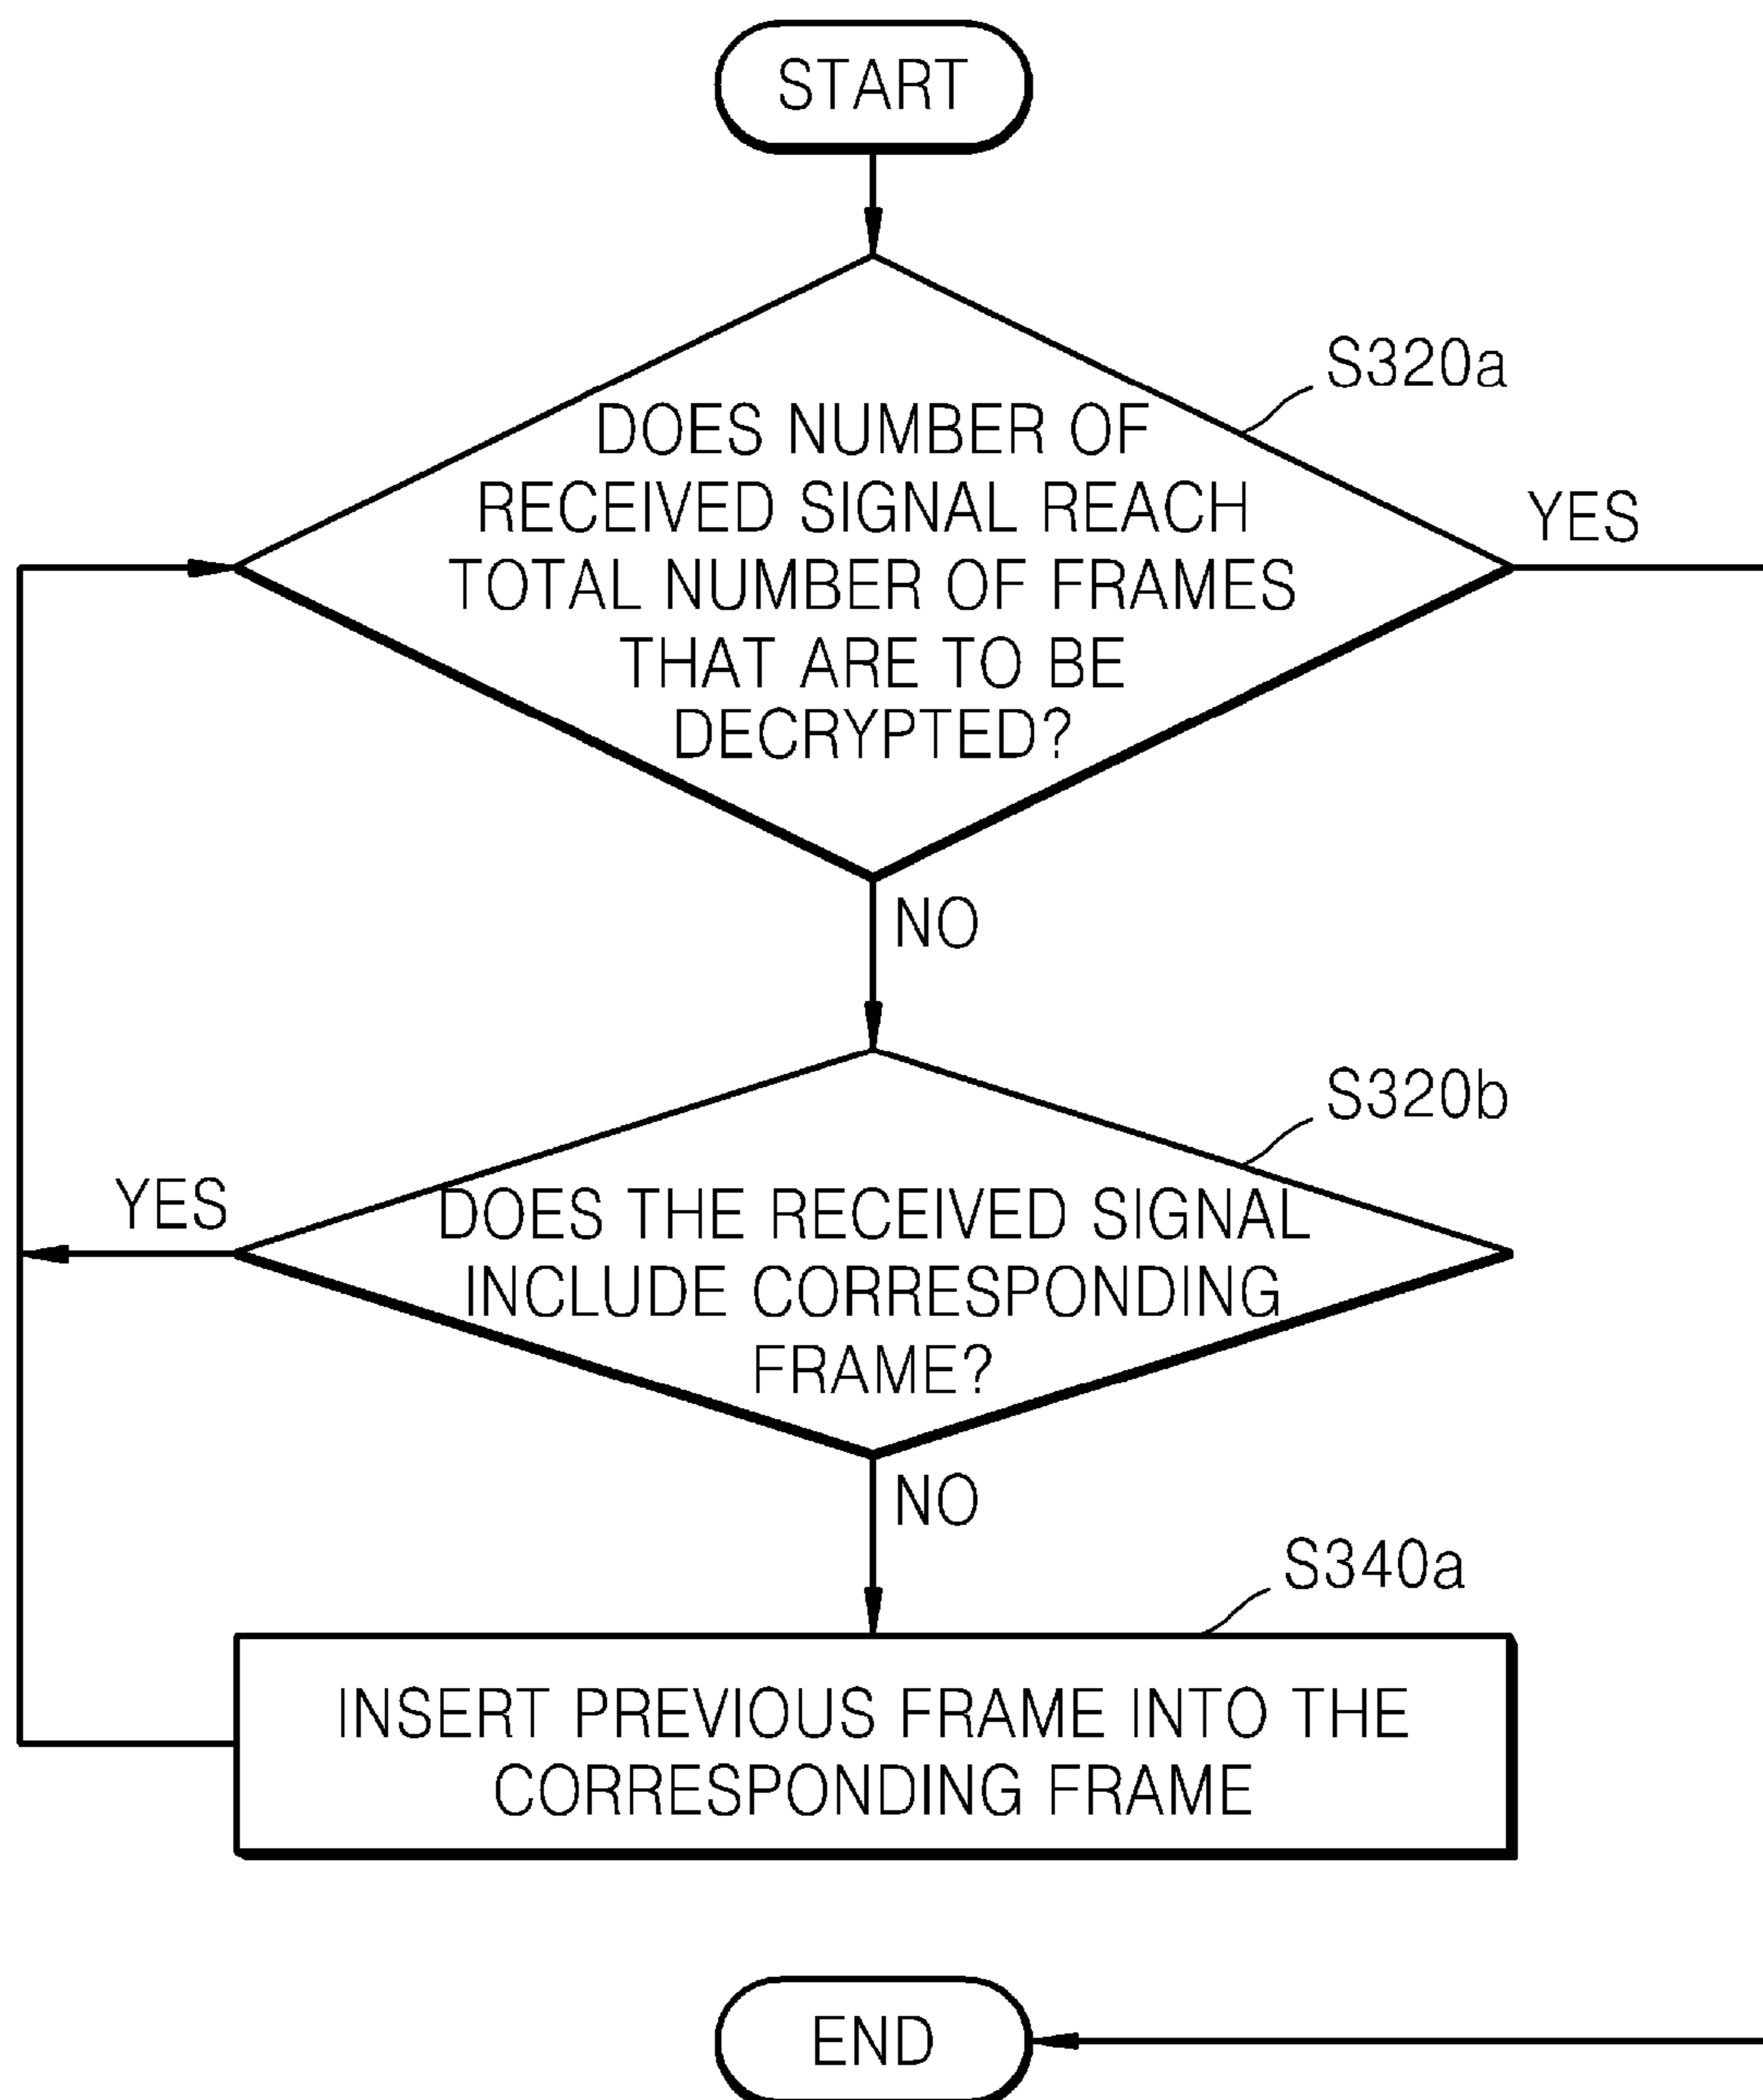 START
S320a
DOES NUMBER OF
RECEIVED SIGNAL REACH
TOTAL NUMBER OF FRAMES
THAT ARE TO BE
DECRYPTED?
YES
NO
S320b
YES
DOES THE RECEIVED SIGNAL
INCLUDE CORRESPONDING
FRAME?
NO
S340a
INSERT PREVIOUS FRAME INTO THE
CORRESPONDING FRAME
END